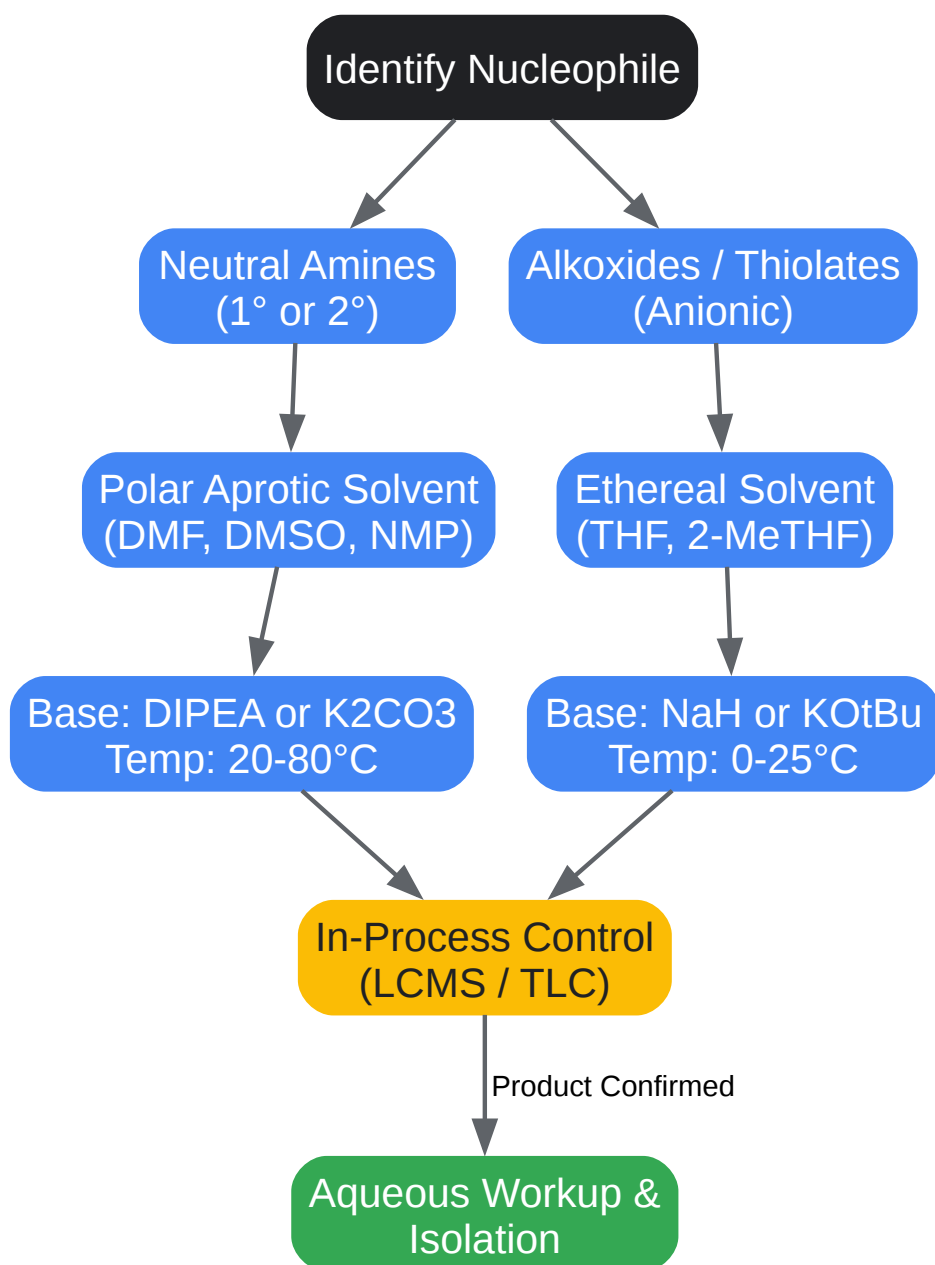 Identify Nucleophile
Neutral Amines
(1° or 2°)
Alkoxides / Thiolates
(Anionic)
Polar Aprotic Solvent
(DMF, DMSO, NMP)
Ethereal Solvent
(THF, 2-MeTHF)
Base: DIPEA or K2CO3
Temp: 20-80°C
Base: NaH or KOtBu
Temp: 0-25°C
In-Process Control
(LCMS / TLC)
Product Confirmed
Aqueous Workup &
Isolation